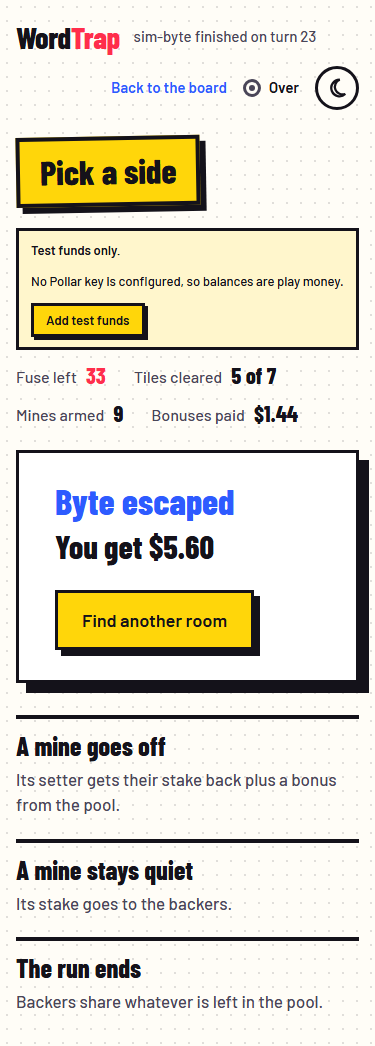 WordTrap sim-byte finished on turn 23
Back to the board Over
Pick a side
Test funds only.
No Pollar key is configured, so balances are play money.
Add test funds
Fuse left 33 Tiles cleared 5 of 7
Mines armed 9 Bonuses paid $1.44
Byte escaped
You get $5.60
Find another room
A mine goes off
Its setter gets their stake back plus a bonus
from the pool.
A mine stays quiet
Its stake goes to the backers.
The run ends
Backers share whatever is left in the pool.